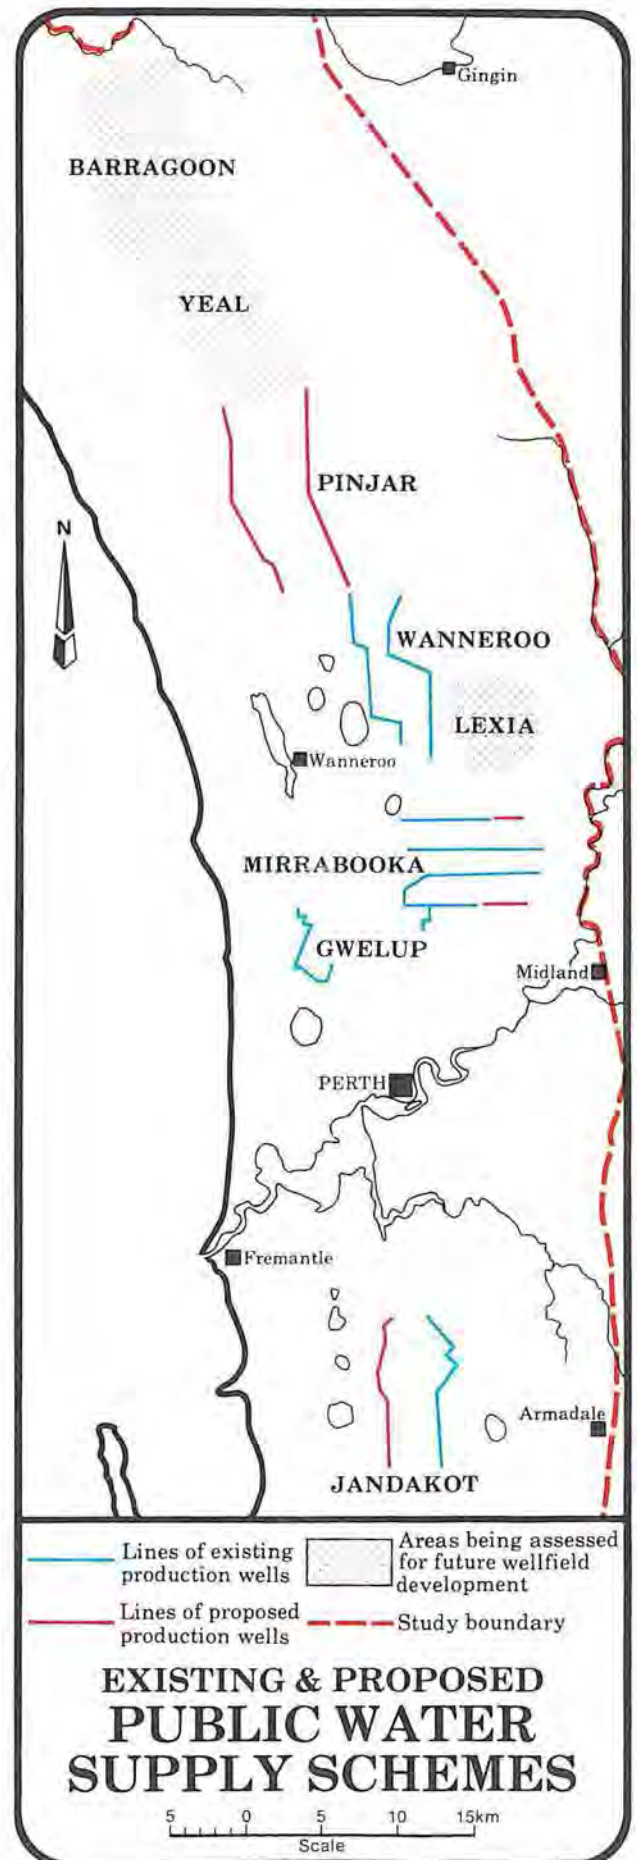 Gingin
BARRAGOON
YEAL
PINJAR
N
WANNEROO
LEXIA
Wanneroo
MIRRABOOKA
GWELUP
Midland
PERTH
Fremantle
Armadale
JANDAKOT
Lines of existing
production wells
Areas being assessed
for future wellfield
development
Lines of proposed
production wells
Study boundary
EXISTING & PROPOSED
PUBLIC WATER
SUPPLY SCHEMES
5 0 5 10 15km
Scale